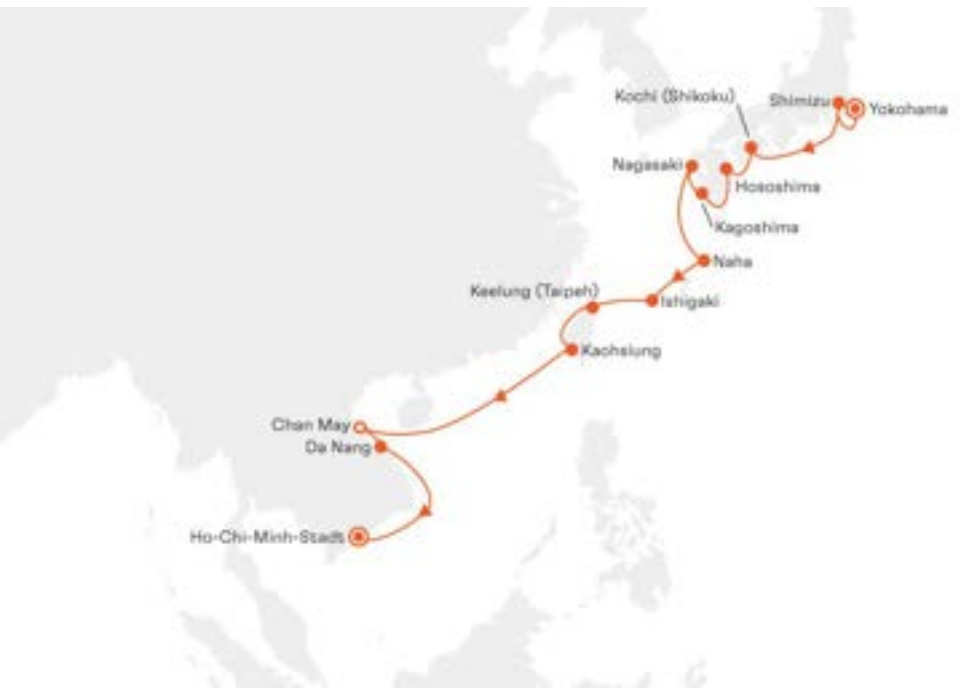 Kochi (Shikoku)
Shimizu
Yokohama
Nagasaki
Hososhima
Kagoshima
Naha
Keelung (Taipeh)
Ishigaki
Kaohsiung
Chan May
Da Nang
Ho-Chi-Minh-Stadt